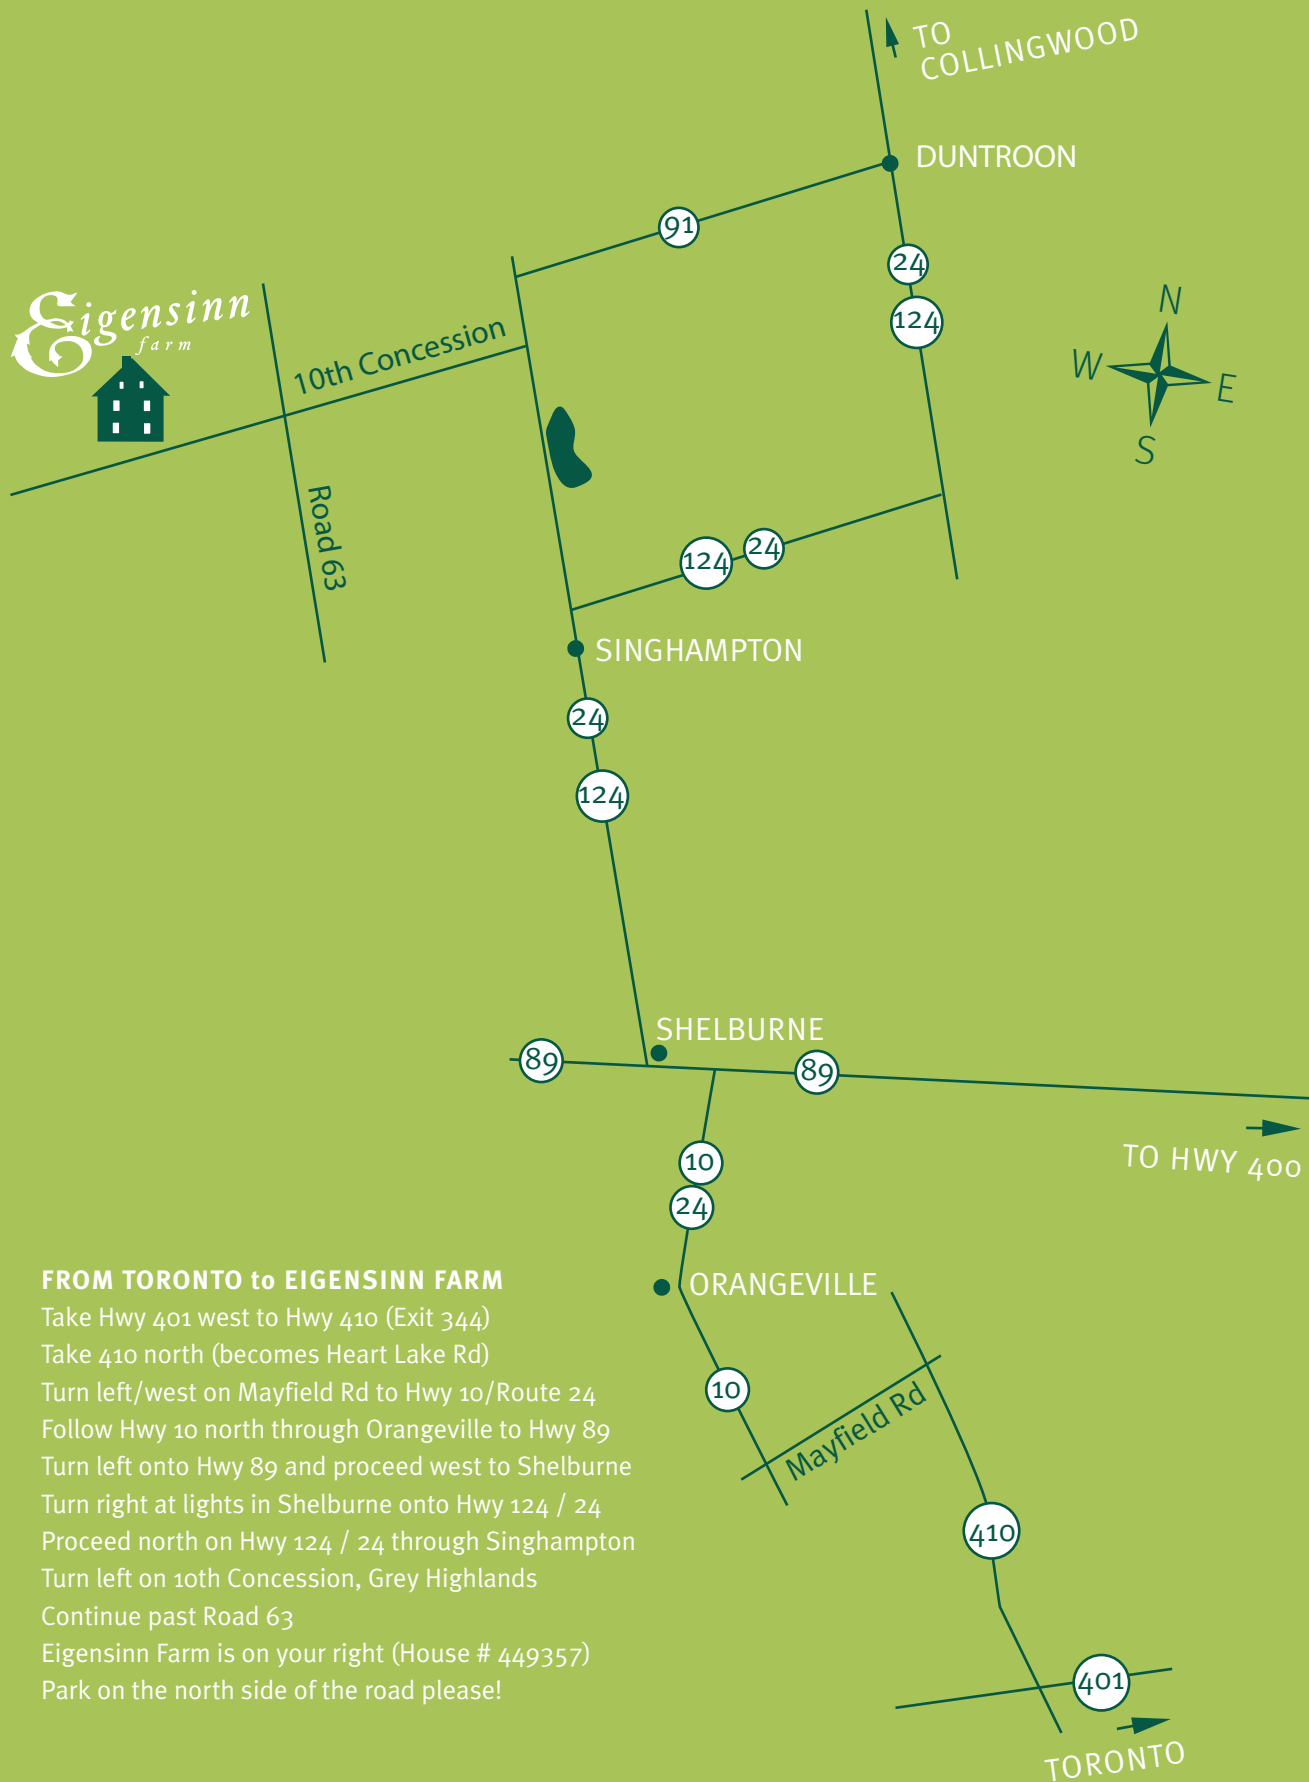 TO
COLLINGWOOD
DUNTROON
91
24
124
Eigensinn
farm
10th Concession
N
W
E
S
Road 63
124
24
SINGHAMPTON
24
124
SHELBURNE
89
89
TO HWY 400
10
24
ORANGEVILLE
10
Mayfield Rd
410
401
TORONTO
FROM TORONTO to EIGENSINN FARM
Take Hwy 401 west to Hwy 410 (Exit 344)
Take 410 north (becomes Heart Lake Rd)
Turn left/west on Mayfield Rd to Hwy 10/Route 24
Follow Hwy 10 north through Orangeville to Hwy 89
Turn left onto Hwy 89 and proceed west to Shelburne
Turn right at lights in Shelburne onto Hwy 124 / 24
Proceed north on Hwy 124 / 24 through Singhampton
Turn left on 10th Concession, Grey Highlands
Continue past Road 63
Eigensinn Farm is on your right (House # 449357)
Park on the north side of the road please!